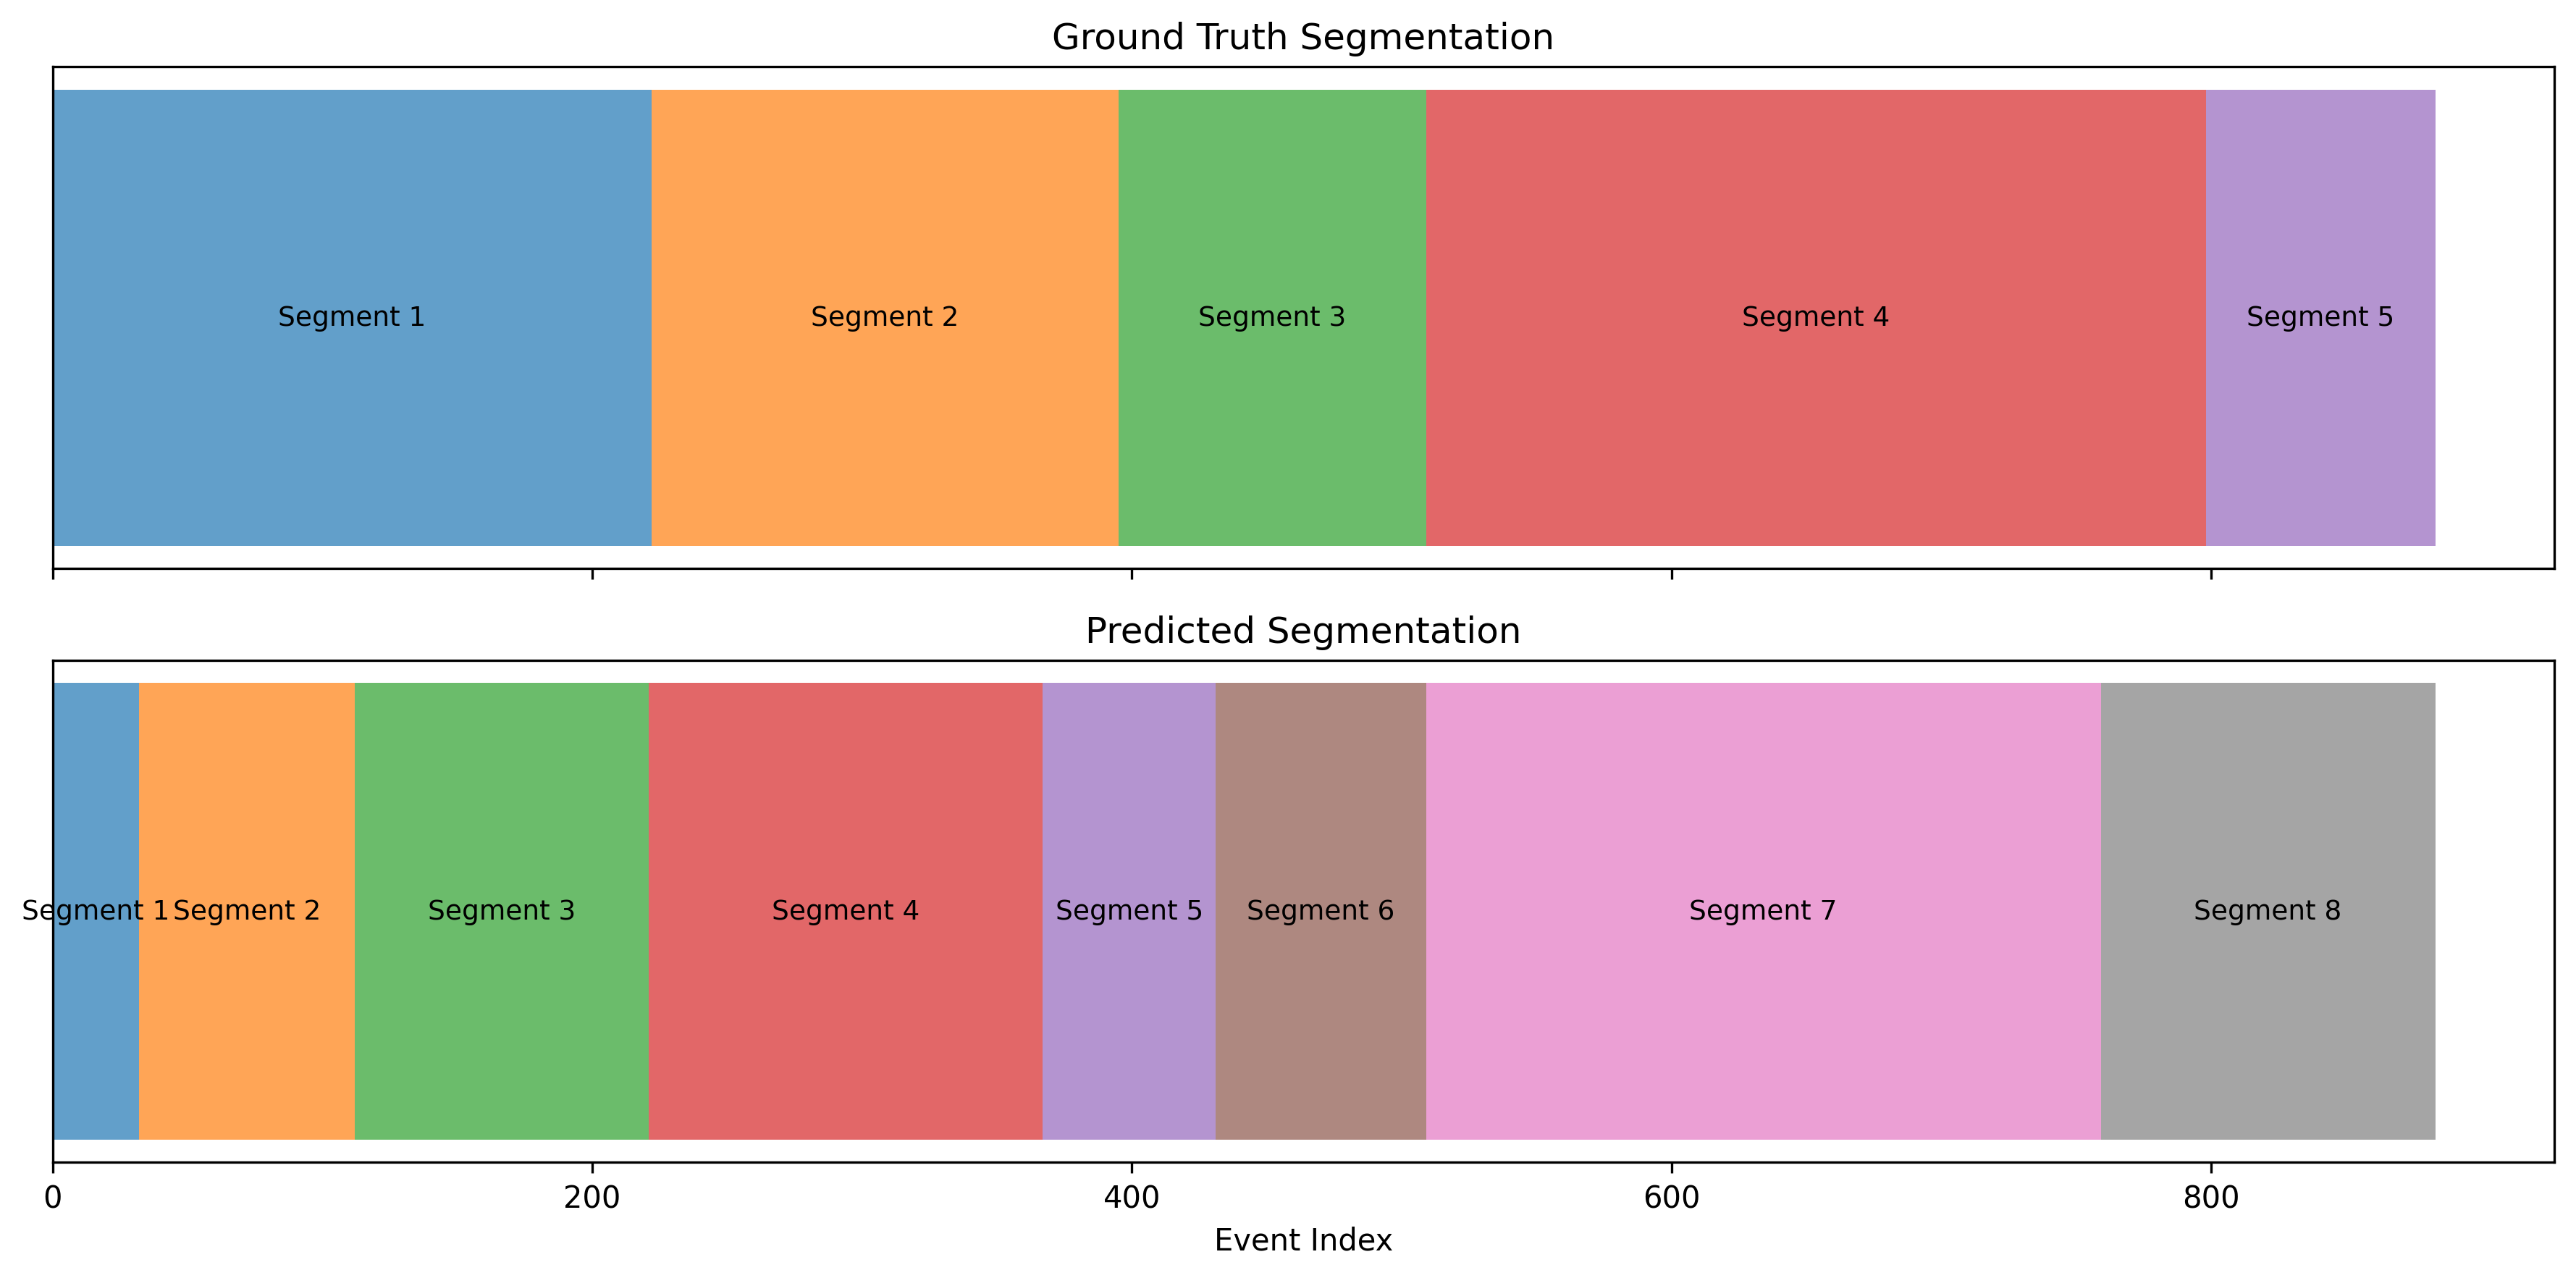 Ground Truth Segmentation
Segment 1 Segment 2 Segment 3 Segment 4 Segment 5
Predicted Segmentation
Segment 1 Segment 2 Segment 3 Segment 4 Segment 5 Segment 6 Segment 7 Segment 8
0 200 400 600 800
Event Index